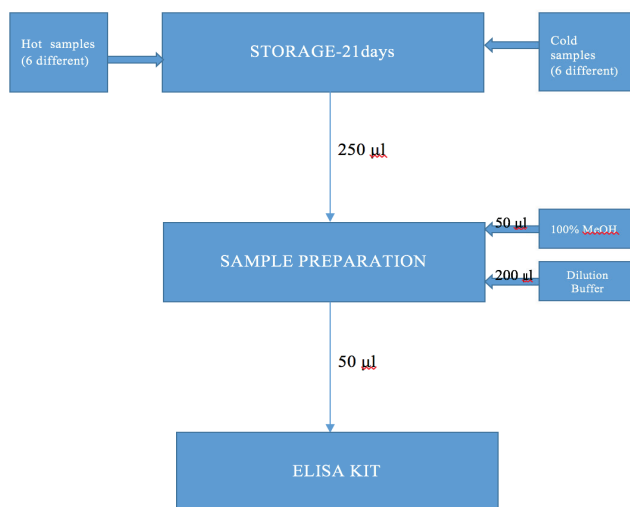 Hot samples
(6 different)
STORAGE-21days
Cold
samples
(6 different)
250 µl
50 µl
100% MeOH
SAMPLE PREPARATION
200 µl
Dilution
Buffer
50 µl
ELISA KIT